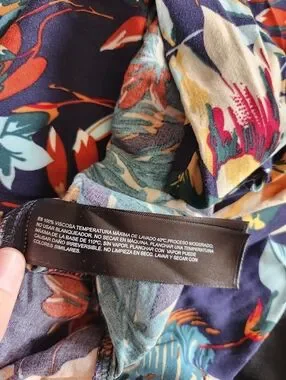 ES 100% VISCOSA TEMPERATURA MÁXIMA DE LAVADO 40ºC,PROCESO MODERADO.
NO USAR BLANQUEADOR. NO SECAR EN MÁQUINA. PLANCHAR UNA TEMPERATURA
MÁXIMA DE LA BASE DE 110ºC, SIN VAPOR. PLANCHAR CON VAPOR PUEDE
CAUSAR DAÑO IRREVERSIBLE. NO LIMPIEZA EN SECO. LAVAR Y SECAR CON
COLORES SIMILARES.